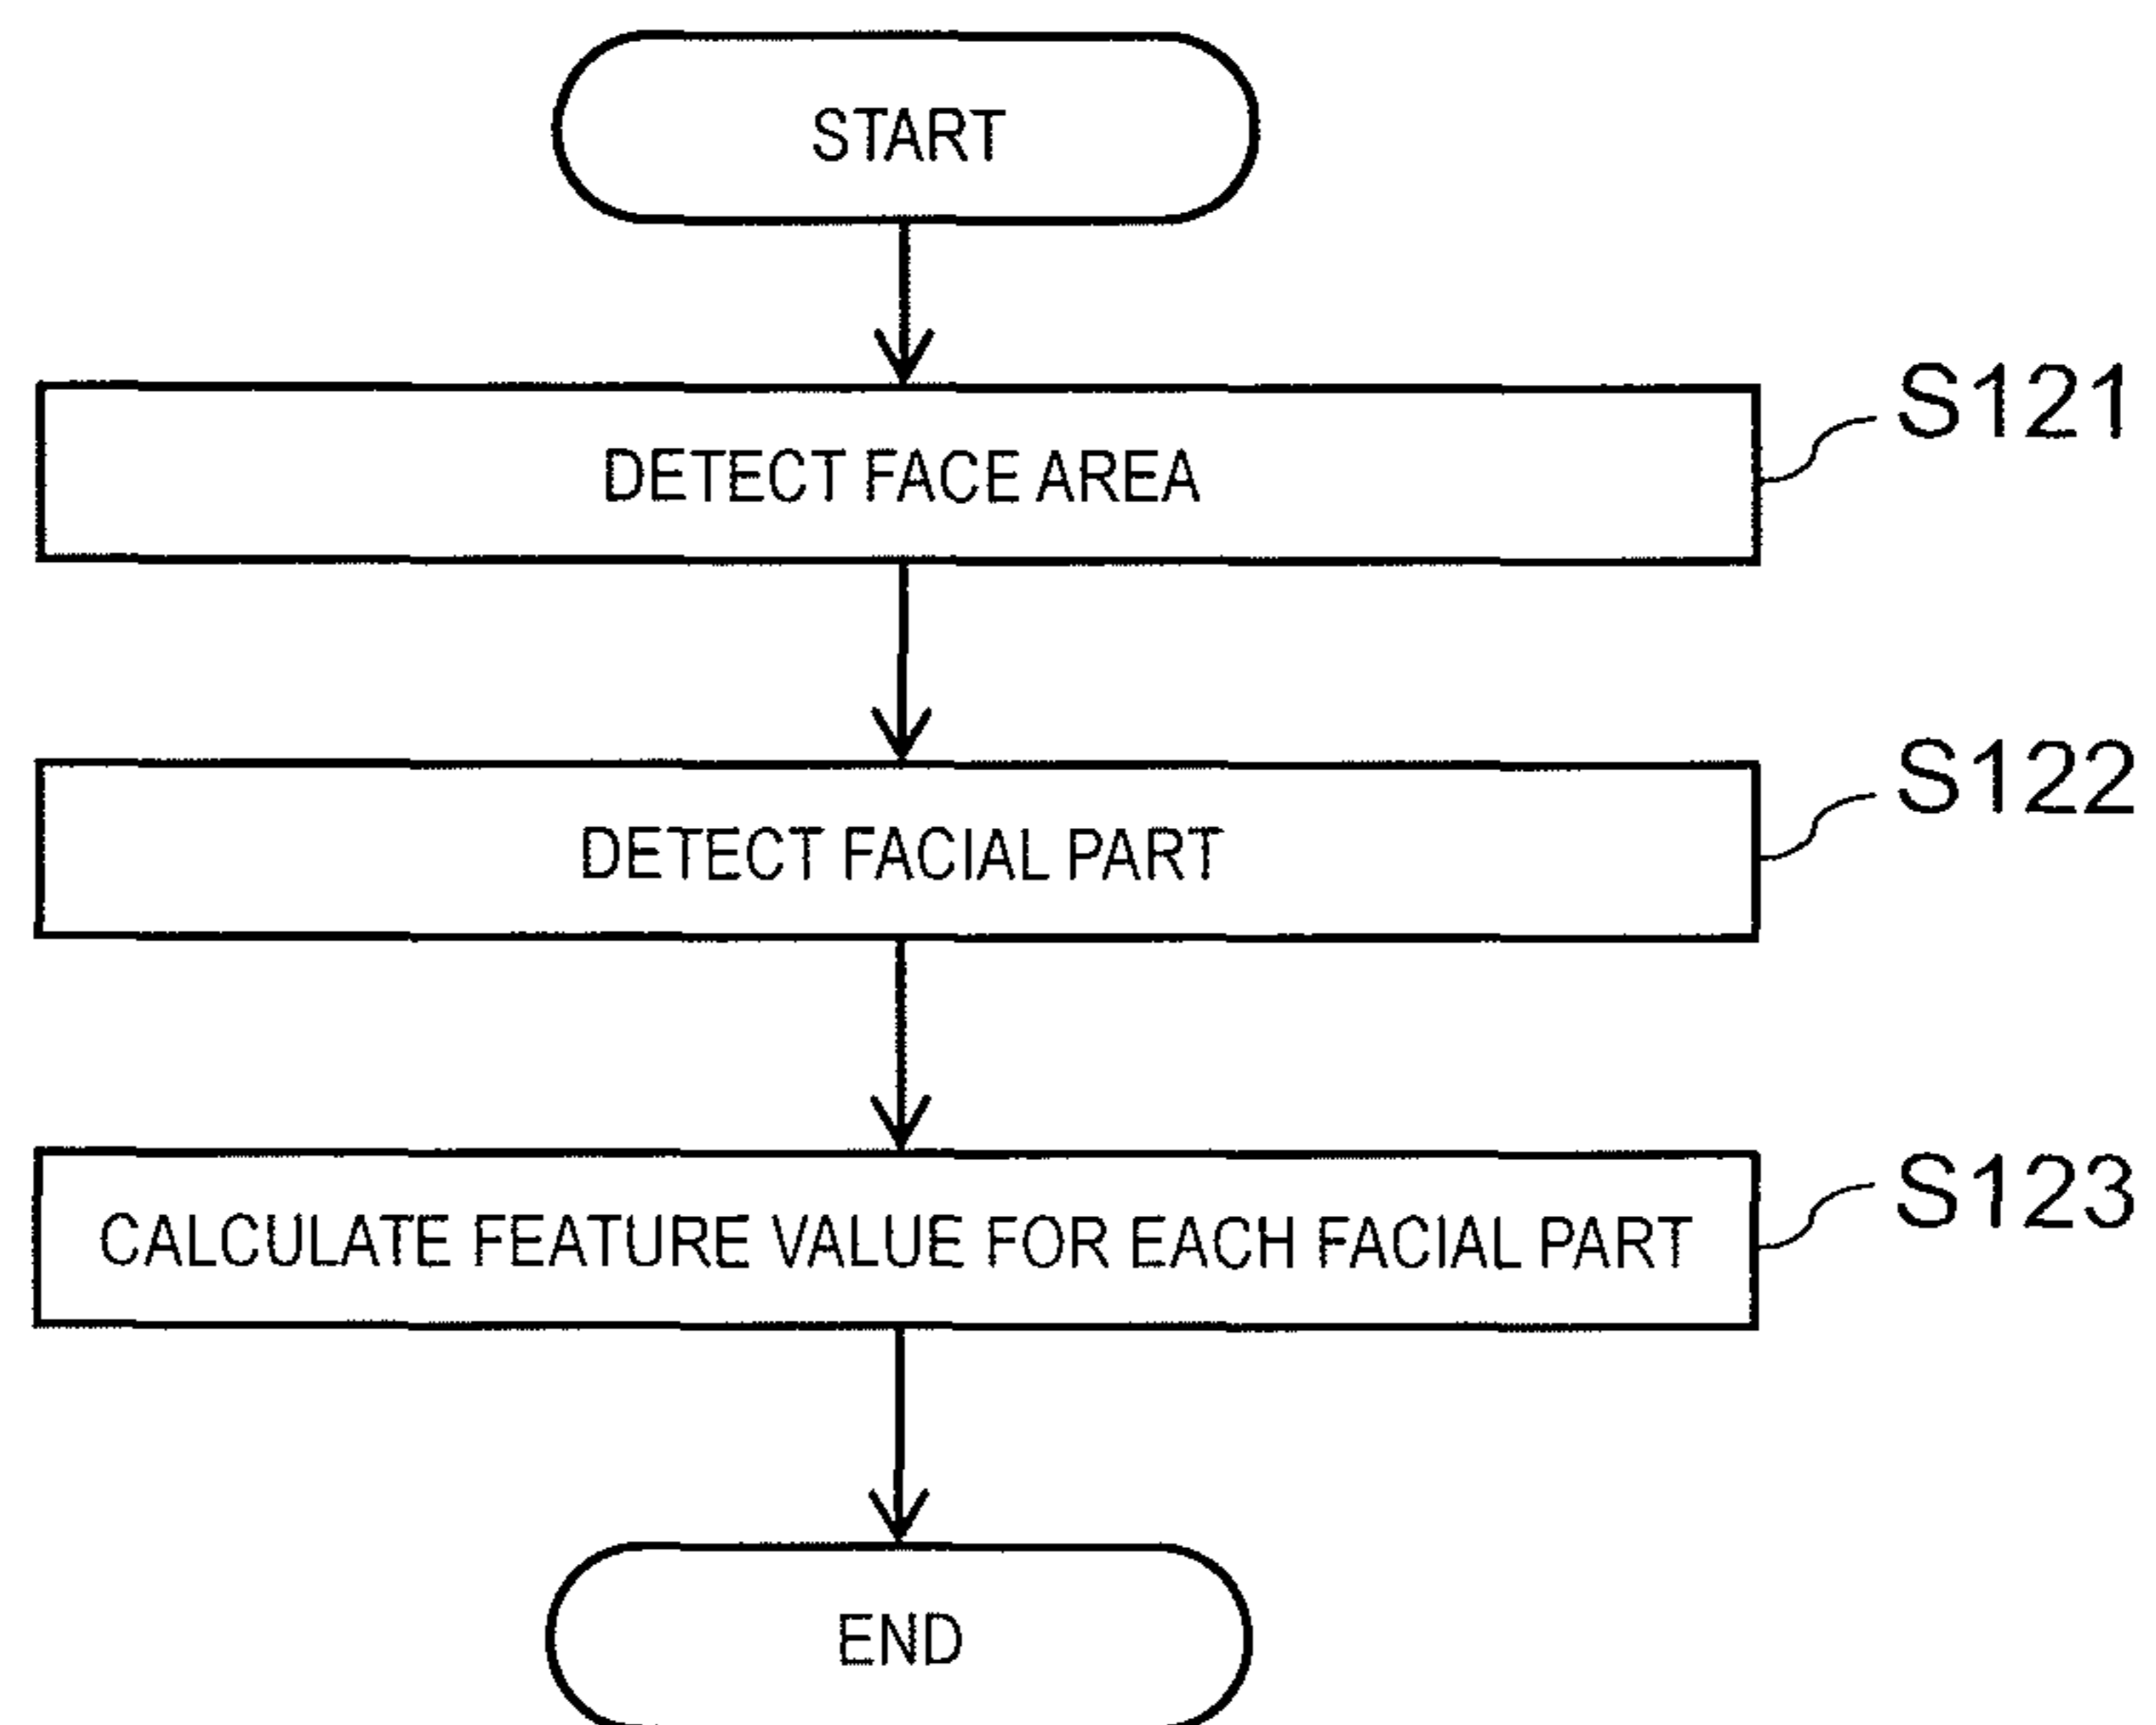 START
DETECT FACE AREA
S121
DETECT FACIAL PART
S122
CALCULATE FEATURE VALUE FOR EACH FACIAL PART
S123
END